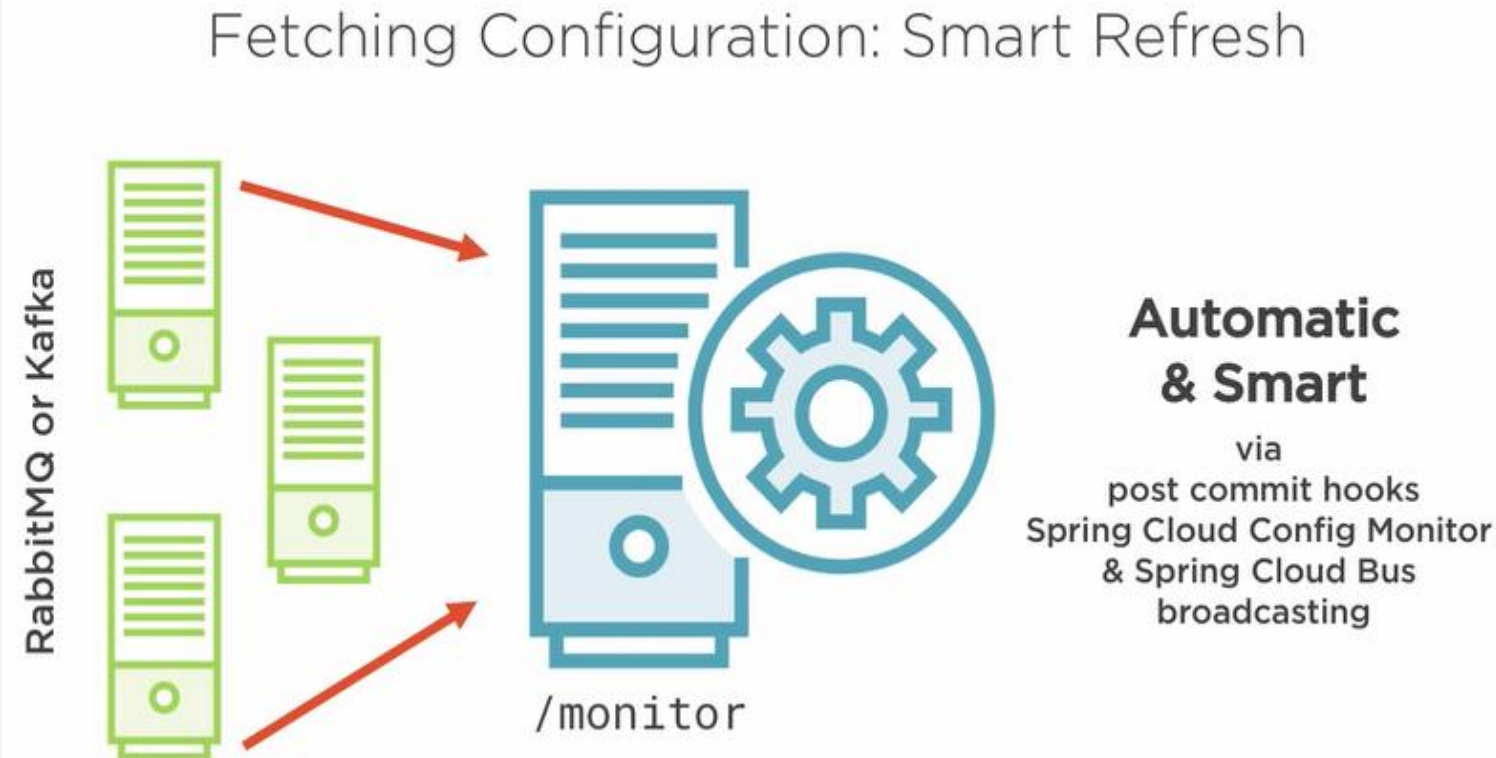 Fetching Configuration: Smart Refresh
RabbitMQ or Kafka
/monitor
Automatic
& Smart
via
post commit hooks
Spring Cloud Config Monitor
& Spring Cloud Bus
broadcasting